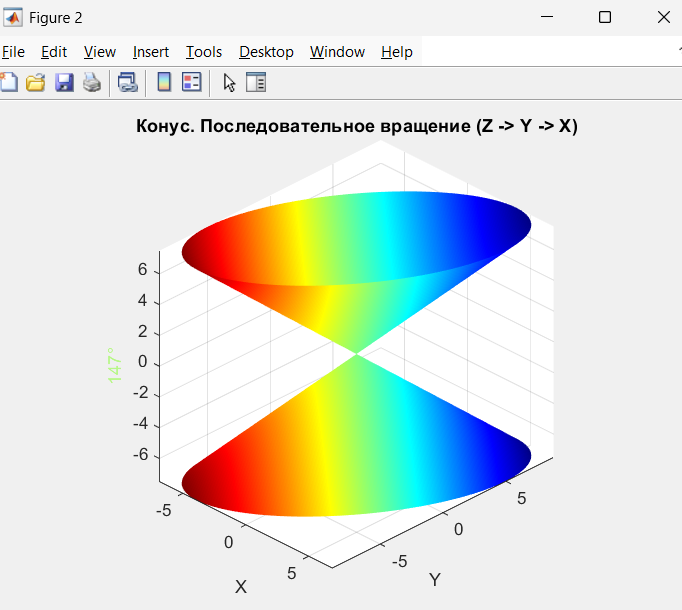 Figure 2
File Edit View Insert Tools Desktop Window Help
Конус. Последовательное вращение (Z -> Y -> X)
6
4
2
0
-2
-4
-6
147°
-5
0
5
X
-5
0
5
Y